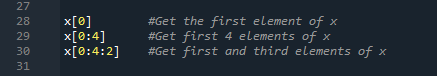 27
28 x[0] #Get the first element of x
29 x[0:4] #Get first 4 elements of x
30 x[0:4:2] #Get first and third elements of x
31